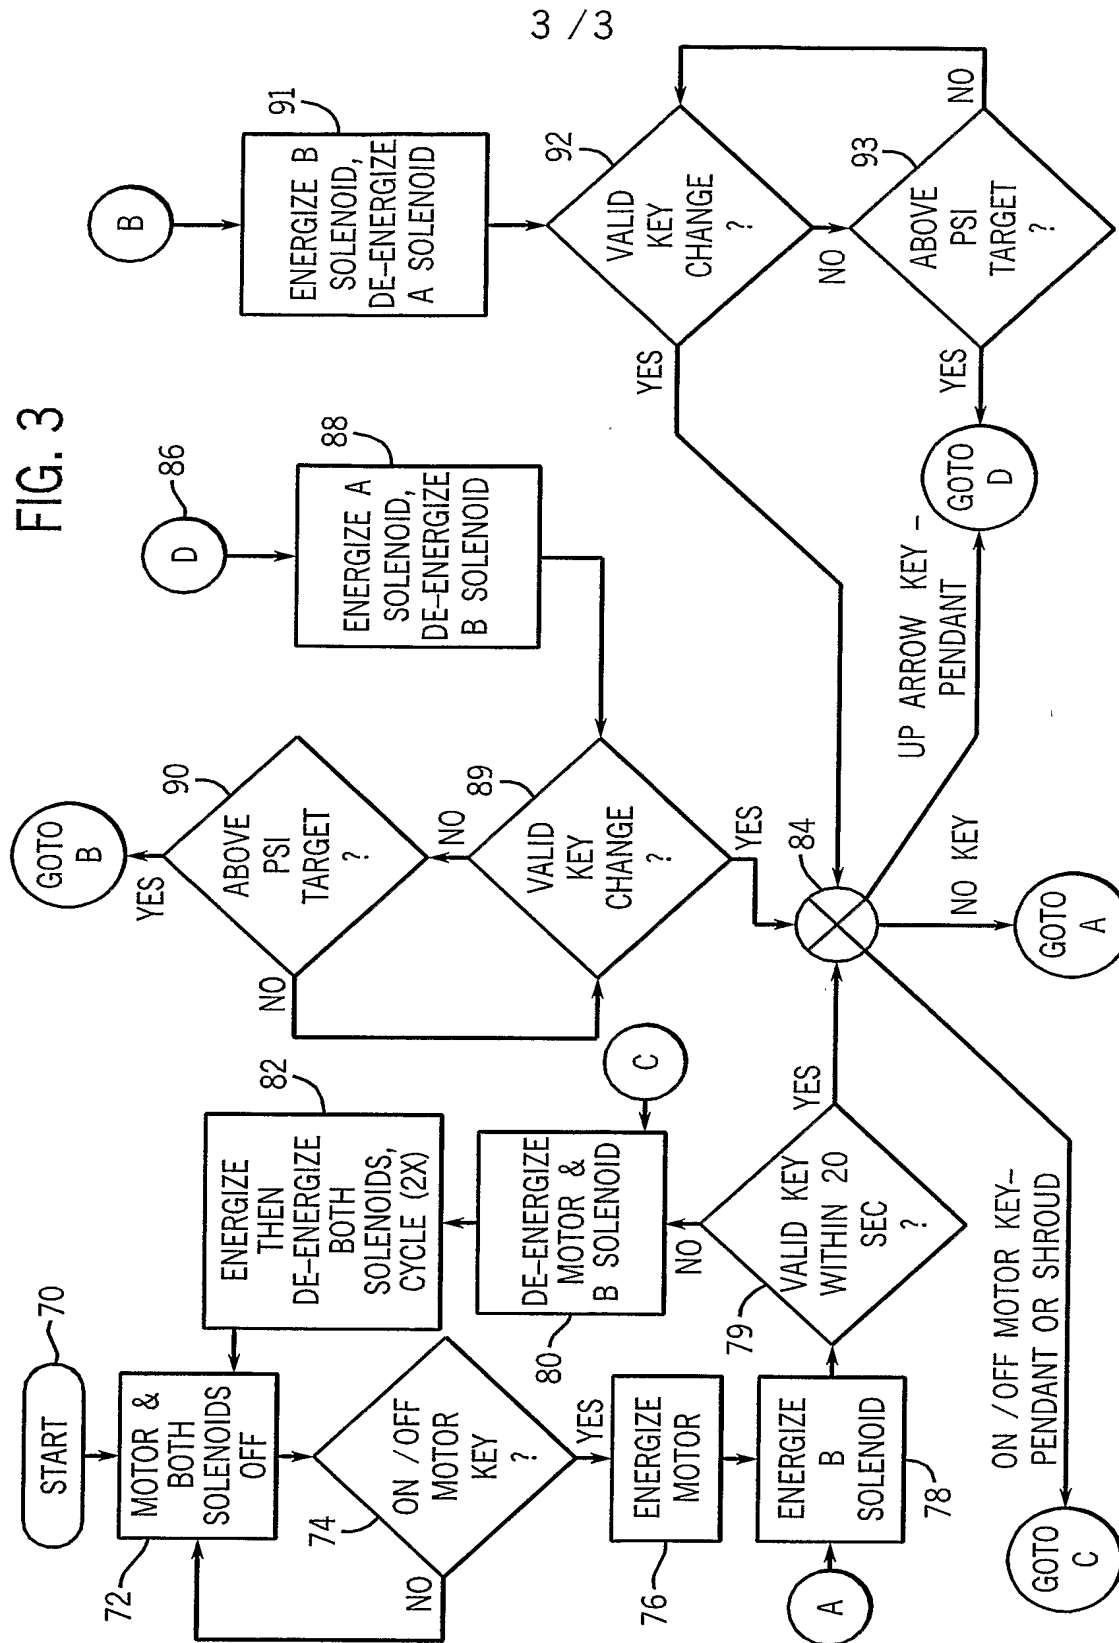 3 / 3
FIG. 3
START
70
MOTOR &
BOTH
SOLENOIDS
OFF
72
ON / OFF
MOTOR
KEY
?
74
NO
YES
ENERGIZE
MOTOR
76
A
ENERGIZE
B
SOLENOID
78
VALID KEY
WITHIN 20
SEC
?
79
NO
YES
C
DE-ENERGIZE
MOTOR &
B SOLENOID
80
ENERGIZE
THEN
DE-ENERGIZE
BOTH
SOLENOIDS,
CYCLE (2X)
82
84
ON / OFF MOTOR KEY-
PENDANT OR SHROUD
GOTO
C
NO KEY
GOTO
A
UP ARROW KEY -
PENDANT
GOTO
D
D
86
ENERGIZE A
SOLENOID,
DE-ENERGIZE
B SOLENOID
88
VALID
KEY
CHANGE
?
89
NO
YES
ABOVE
PSI
TARGET
?
90
NO
YES
GOTO
B
B
ENERGIZE B
SOLENOID,
DE-ENERGIZE
A SOLENOID
91
VALID
KEY
CHANGE
?
92
YES
NO
ABOVE
PSI
TARGET
?
93
YES
NO